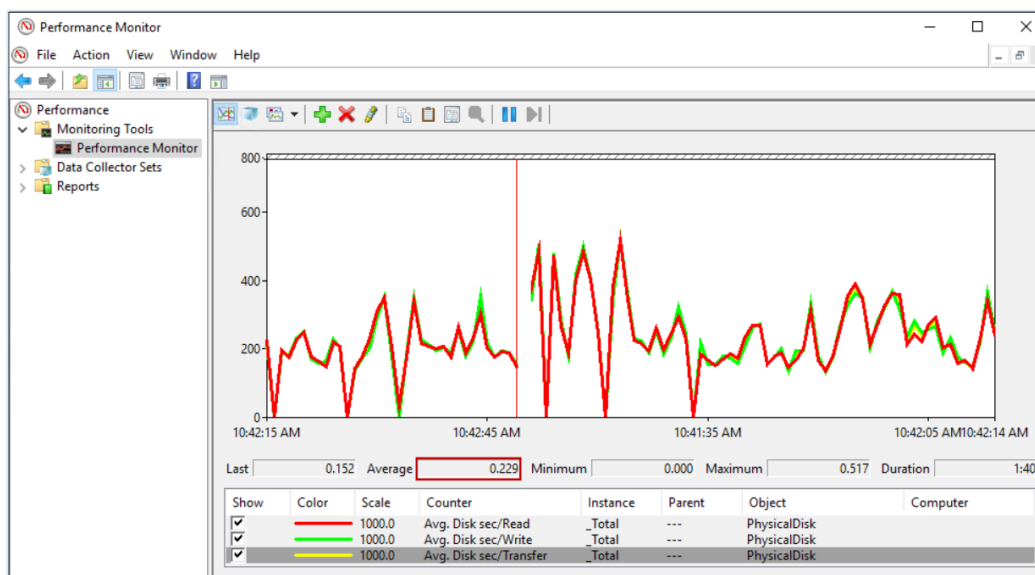 Performance Monitor
File Action View Window Help
Performance
Monitoring Tools
Performance Monitor
Data Collector Sets
Reports
800
600
400
200
0
10:42:15 AM 10:42:45 AM 10:41:35 AM 10:42:05 AM 10:42:14 AM
Last 0.152 Average 0.229 Minimum 0.000 Maximum 0.517 Duration 1:40
Show Color Scale Counter Instance Parent Object Computer
1000.0 Avg. Disk sec/Read _Total --- PhysicalDisk
1000.0 Avg. Disk sec/Write _Total --- PhysicalDisk
1000.0 Avg. Disk sec/Transfer _Total --- PhysicalDisk